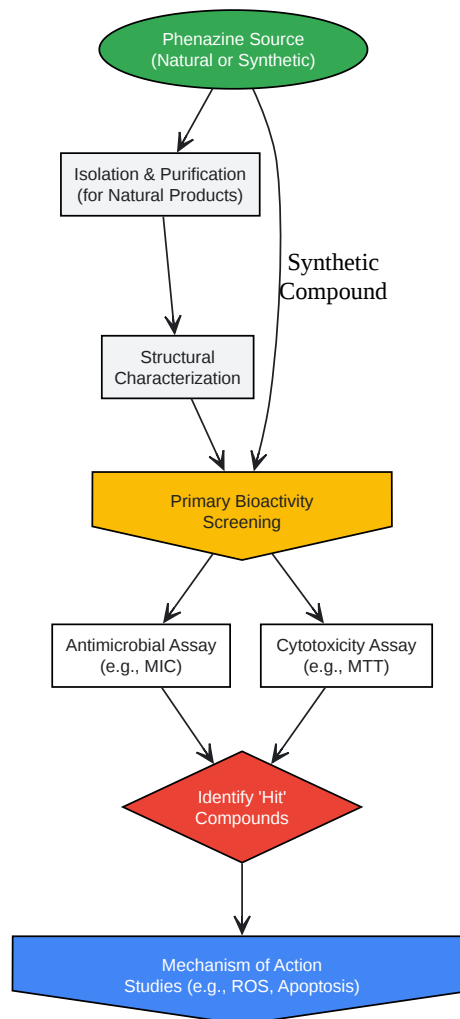 Phenazine Source
(Natural or Synthetic)
Isolation & Purification
(for Natural Products)
Synthetic
Compound
Structural
Characterization
Primary Bioactivity
Screening
Antimicrobial Assay
(e.g., MIC)
Cytotoxicity Assay
(e.g., MTT)
Identify 'Hit'
Compounds
Mechanism of Action
Studies (e.g., ROS, Apoptosis)